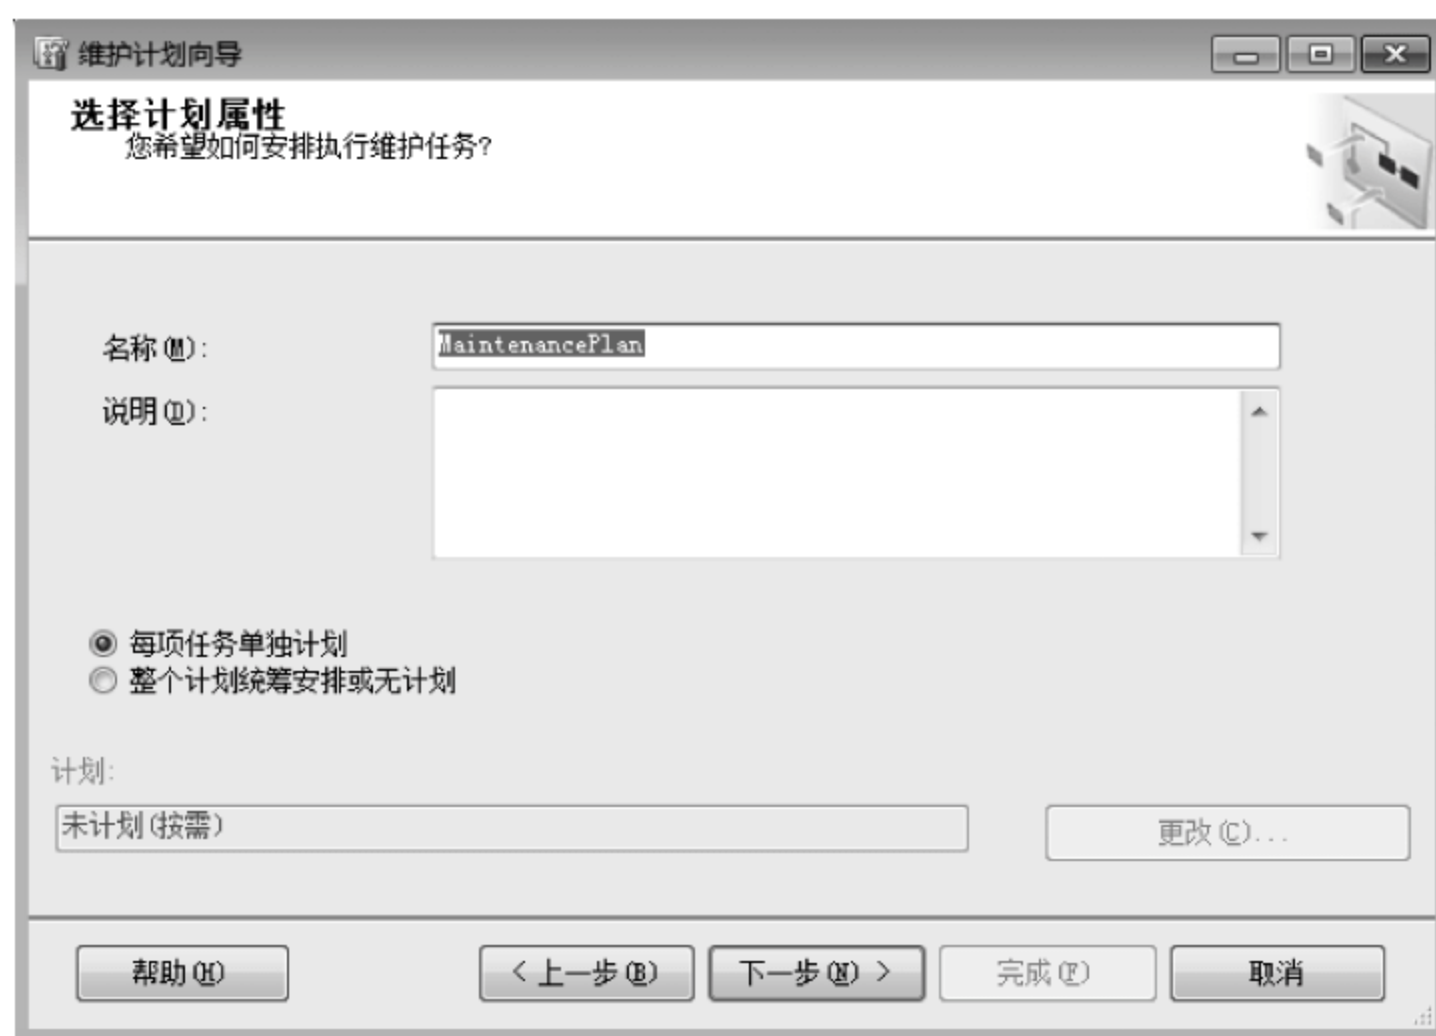 维护计划向导
选择计划属性
您希望如何安排执行维护任务?
名称(M):
MaintenancePlan
说明(D):
每项任务单独计划
整个计划统筹安排或无计划
计划:
未计划(按需)
更改(C)...
帮助(H)
< 上一步(B)
下一步(N) >
完成(F)
取消